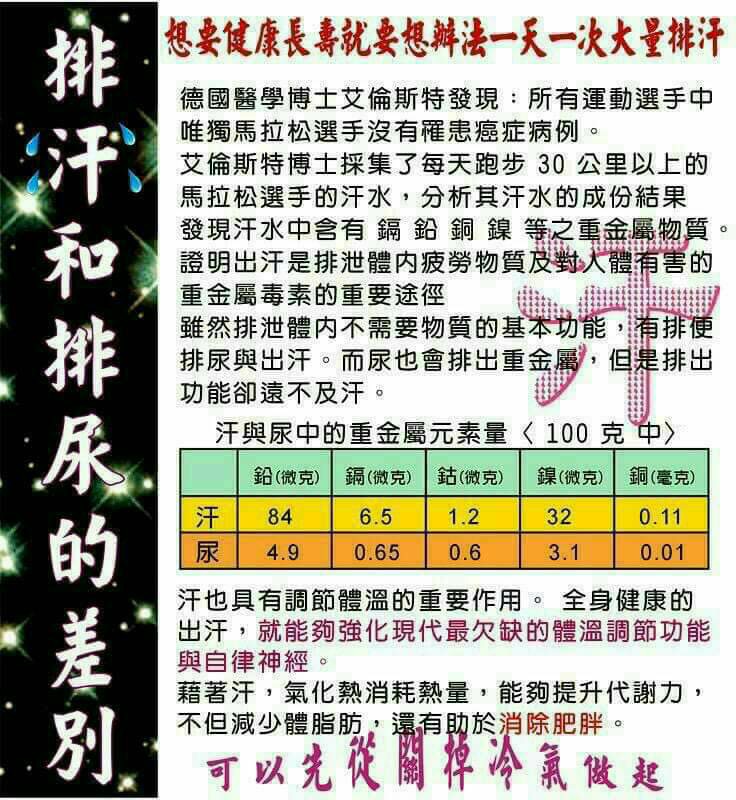 排汗和排尿的差別
想要健康長壽就要想辦法一天一次大量排汗
德國醫學博士艾倫斯特發現：所有運動選手中
唯獨馬拉松選手沒有罹患癌症病例。
艾倫斯特博士採集了每天跑步 30 公里以上的
馬拉松選手的汗水，分析其汗水的成份結果
發現汗水中含有 鎘 鉛 銅 鎳 等之重金屬物質。
證明出汗是排泄體內疲勞物質及對人體有害的
重金屬毒素的重要途徑
雖然排泄體內不需要物質的基本功能，有排便
排尿與出汗。而尿也會排出重金屬，但是排出
功能卻遠不及汗。
汗
汗與尿中的重金屬元素量〈 100 克 中〉
鉛(微克) 鎘(微克) 鈷(微克) 鎳(微克) 銅(毫克)
汗 84 6.5 1.2 32 0.11
尿 4.9 0.65 0.6 3.1 0.01
汗也具有調節體溫的重要作用。 全身健康的
出汗，就能夠強化現代最欠缺的體溫調節功能
與自律神經。
藉著汗，氣化熱消耗熱量，能夠提升代謝力，
不但減少體脂肪，還有助於消除肥胖。
可以先從關掉冷氣做起